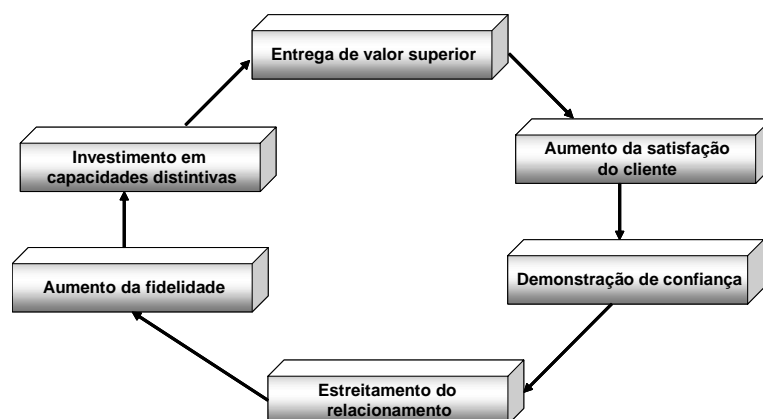 Entrega de valor superior
Aumento da satisfação
do cliente
Demonstração de confiança
Estreitamento do
relacionamento
Aumento da fidelidade
Investimento em
capacidades distintivas